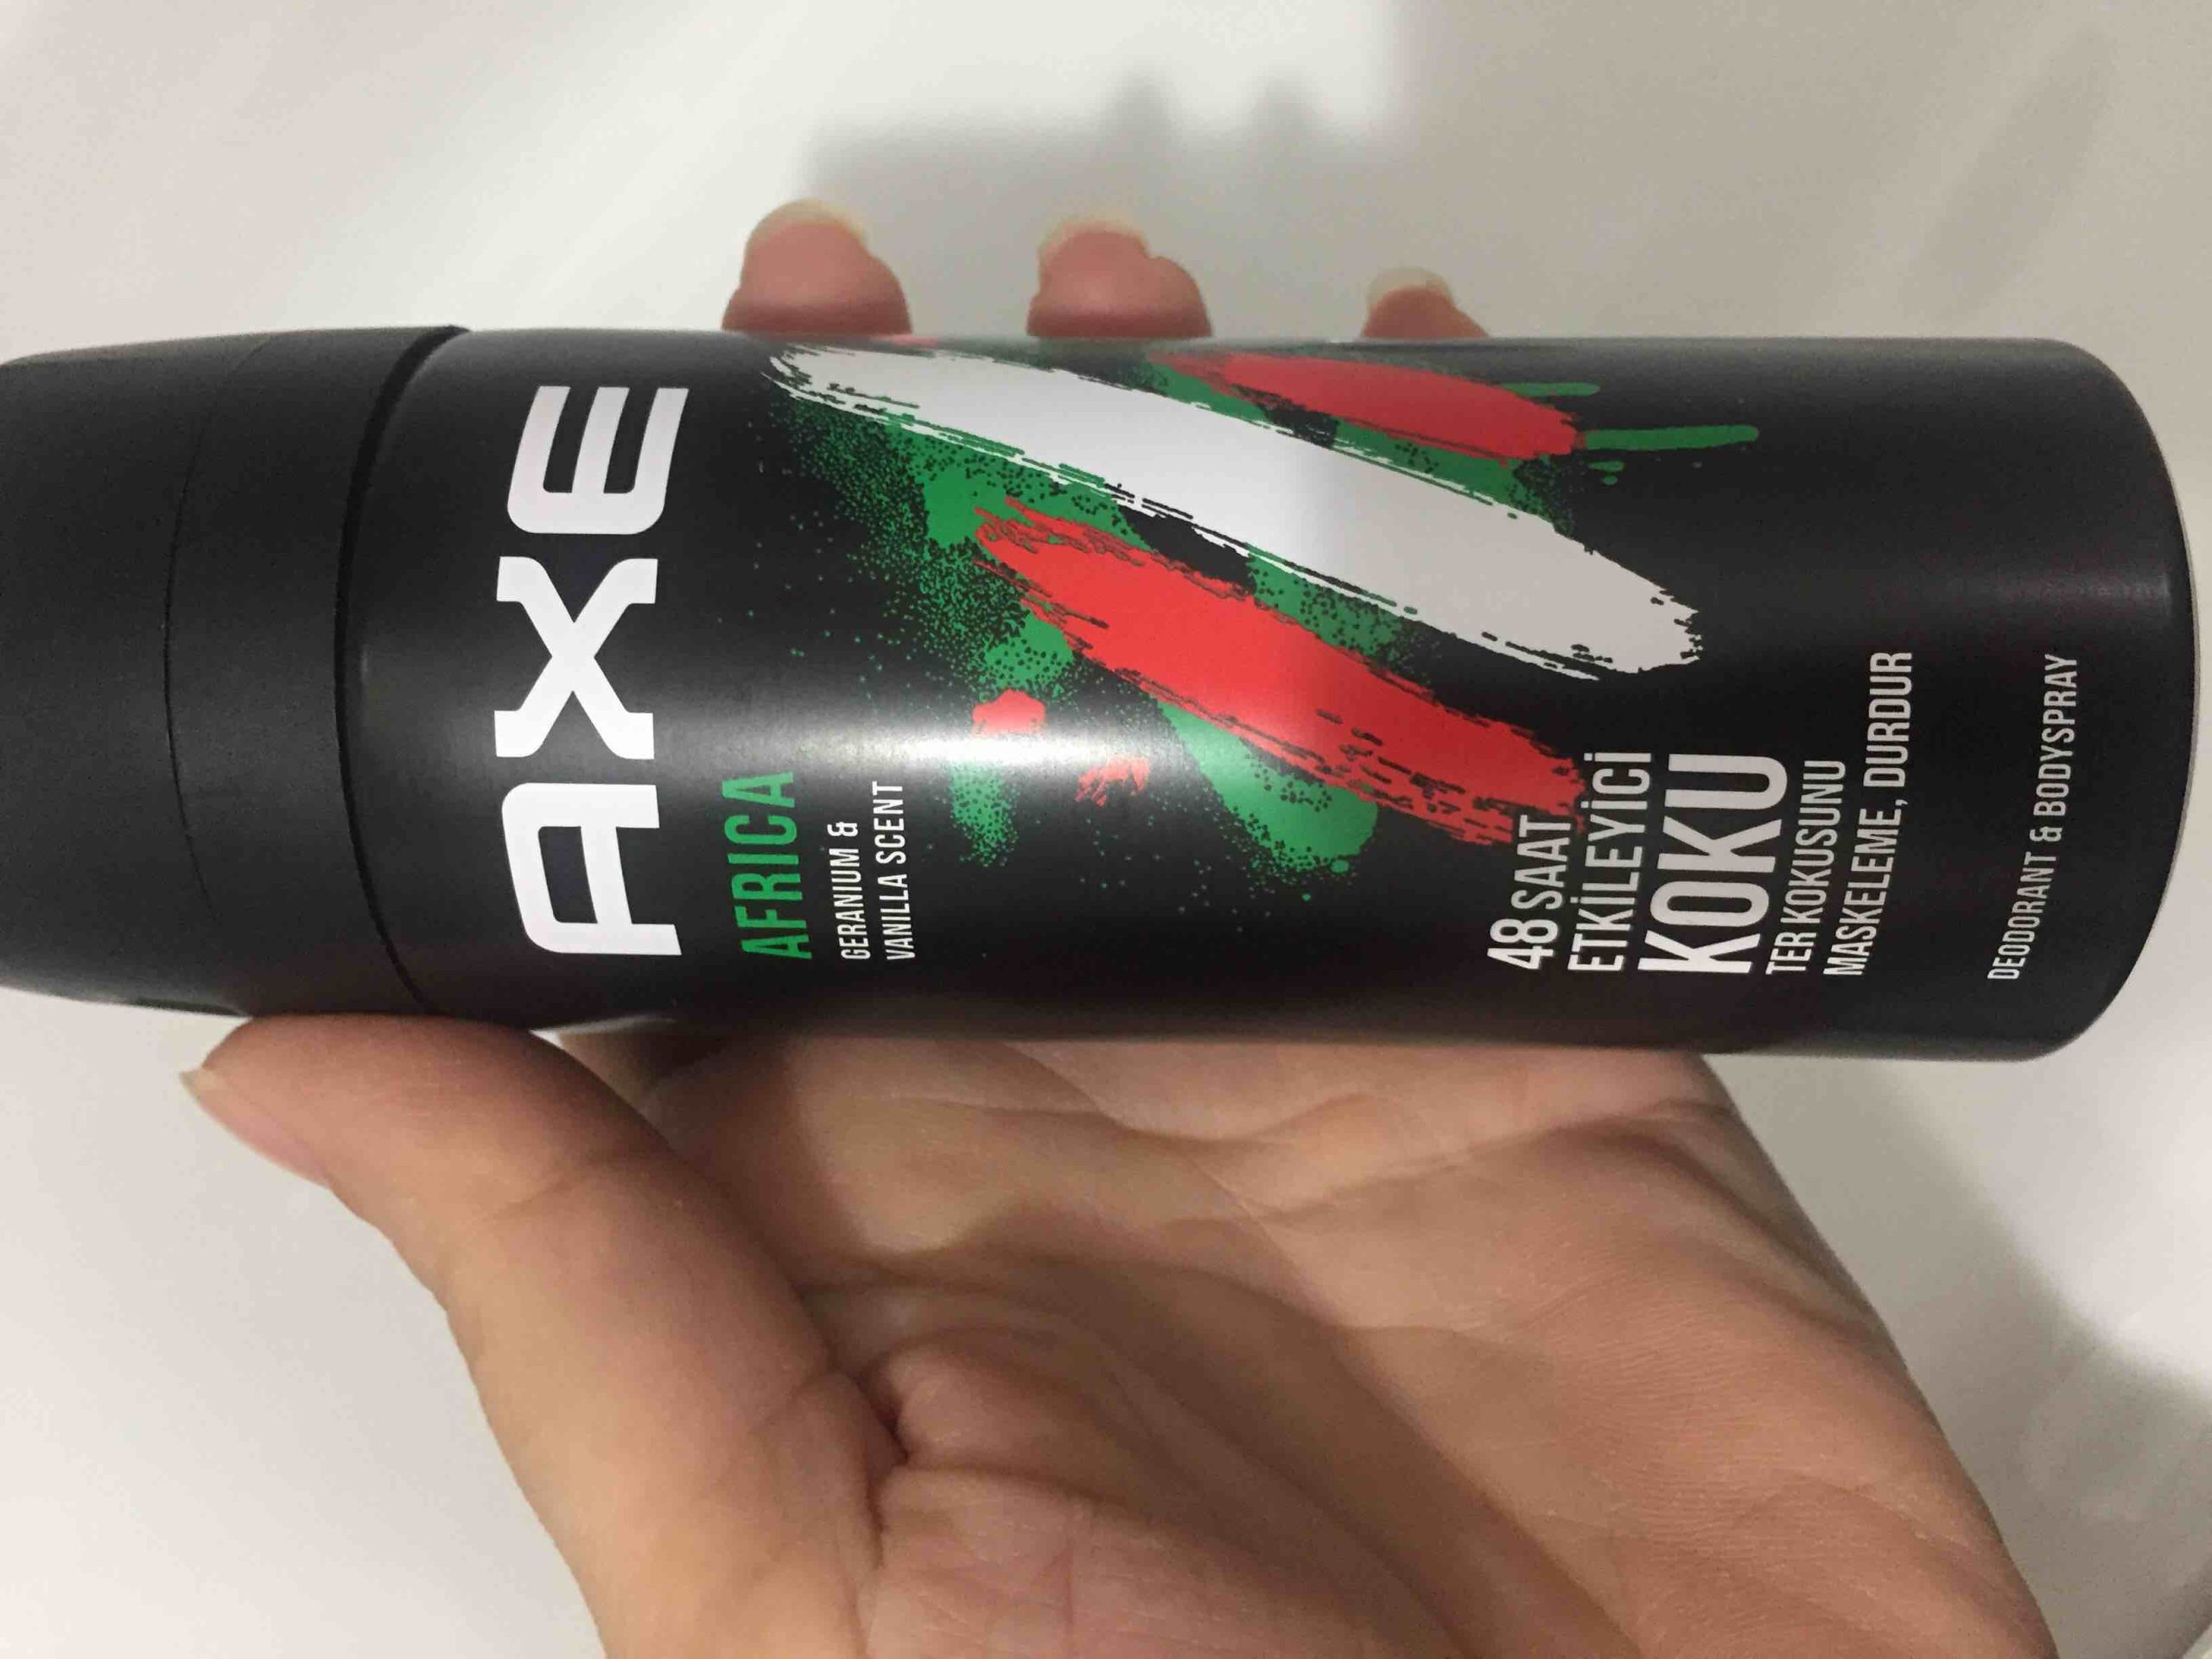 AXE
AFRICA
GERANIUM &
VANILLA SCENT
48 SAAT
ETKİLEYİCİ
KOKU
TER KOKUSUNU
MASKELEME, DURDUR
DEODORANT & BODYSPRAY